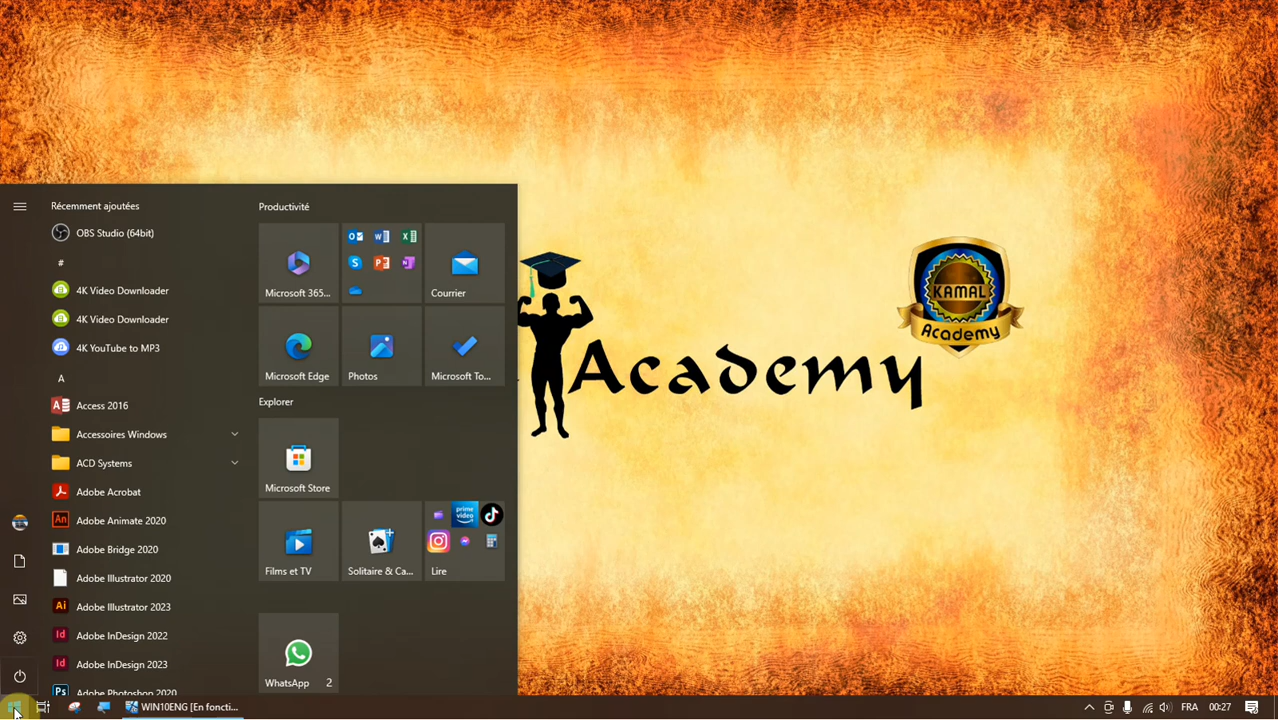 Récemment ajoutées
OBS Studio (64bit)
#
4K Video Downloader
4K Video Downloader
4K YouTube to MP3
A
Access 2016
Accessoires Windows
ACD Systems
Adobe Acrobat
Adobe Animate 2020
Adobe Bridge 2020
Adobe Illustrator 2020
Adobe Illustrator 2023
Adobe InDesign 2022
Adobe InDesign 2023
Adobe Photoshop 2020
Productivité
Microsoft 365...
Courrier
Microsoft Edge
Photos
Microsoft To...
Explorer
Microsoft Store
Films et TV
Solitaire & Ca...
prime video
Lire
WhatsApp 2
Academy
KAMAL
Academy
WIN10ENG [En foncti...
FRA
00:27